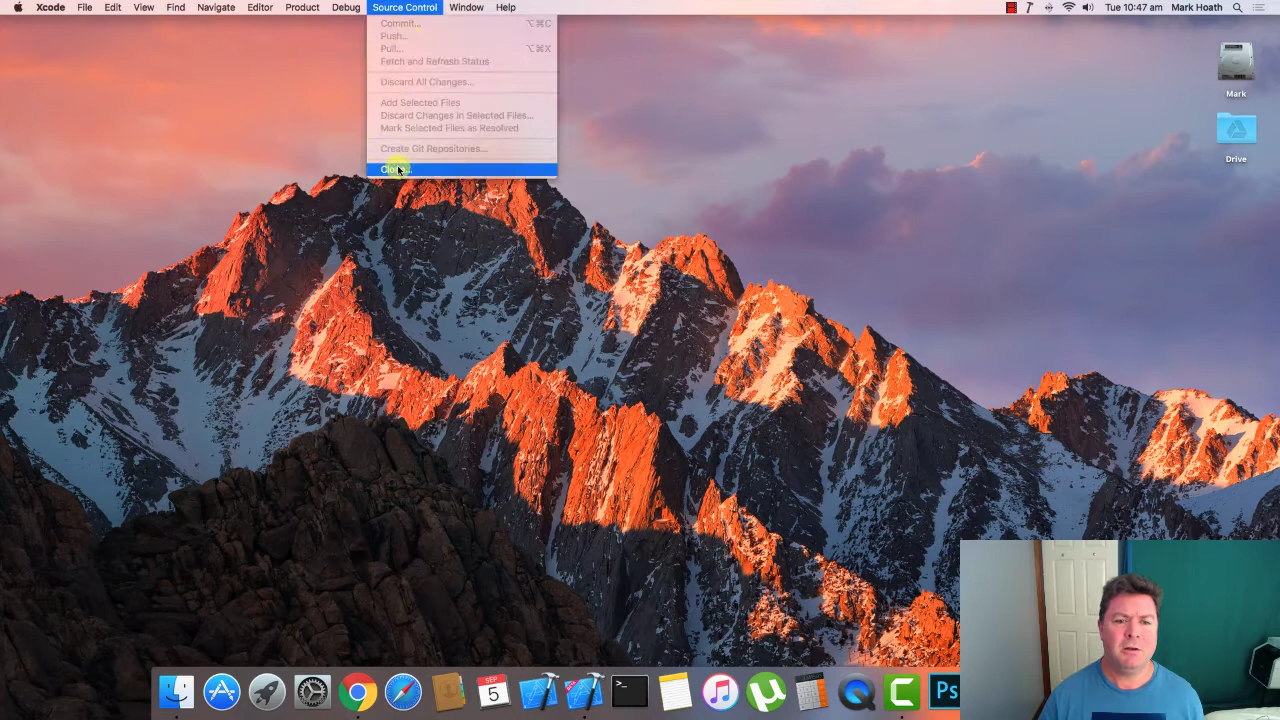 Xcode File Edit View Find Navigate Editor Product Debug Source Control Window Help Tue 10:47 am Mark Hoath
Commit... ⌥⌘C
Push...
Pull... ⌥⌘X
Fetch and Refresh Status
Discard All Changes...
Add Selected Files
Discard Changes in Selected Files...
Mark Selected Files as Resolved
Create Git Repositories...
Mark
Drive
SEP
5
>_
Ps